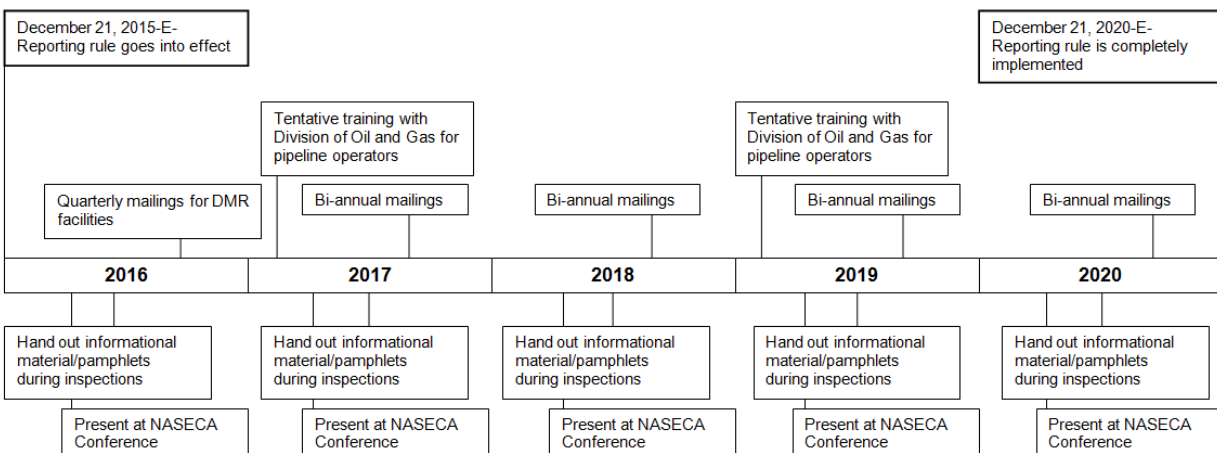 December 21, 2015-E-
Reporting rule goes into effect
December 21, 2020-E-
Reporting rule is completely
implemented
Tentative training with
Division of Oil and Gas for
pipeline operators
Tentative training with
Division of Oil and Gas for
pipeline operators
Quarterly mailings for DMR
facilities
Bi-annual mailings
Bi-annual mailings
Bi-annual mailings
Bi-annual mailings
2016
2017
2018
2019
2020
Hand out informational
material/pamphlets
during inspections
Hand out informational
material/pamphlets
during inspections
Hand out informational
material/pamphlets
during inspections
Hand out informational
material/pamphlets
during inspections
Hand out informational
material/pamphlets
during inspections
Present at NASECA
Conference
Present at NASECA
Conference
Present at NASECA
Conference
Present at NASECA
Conference
Present at NASECA
Conference